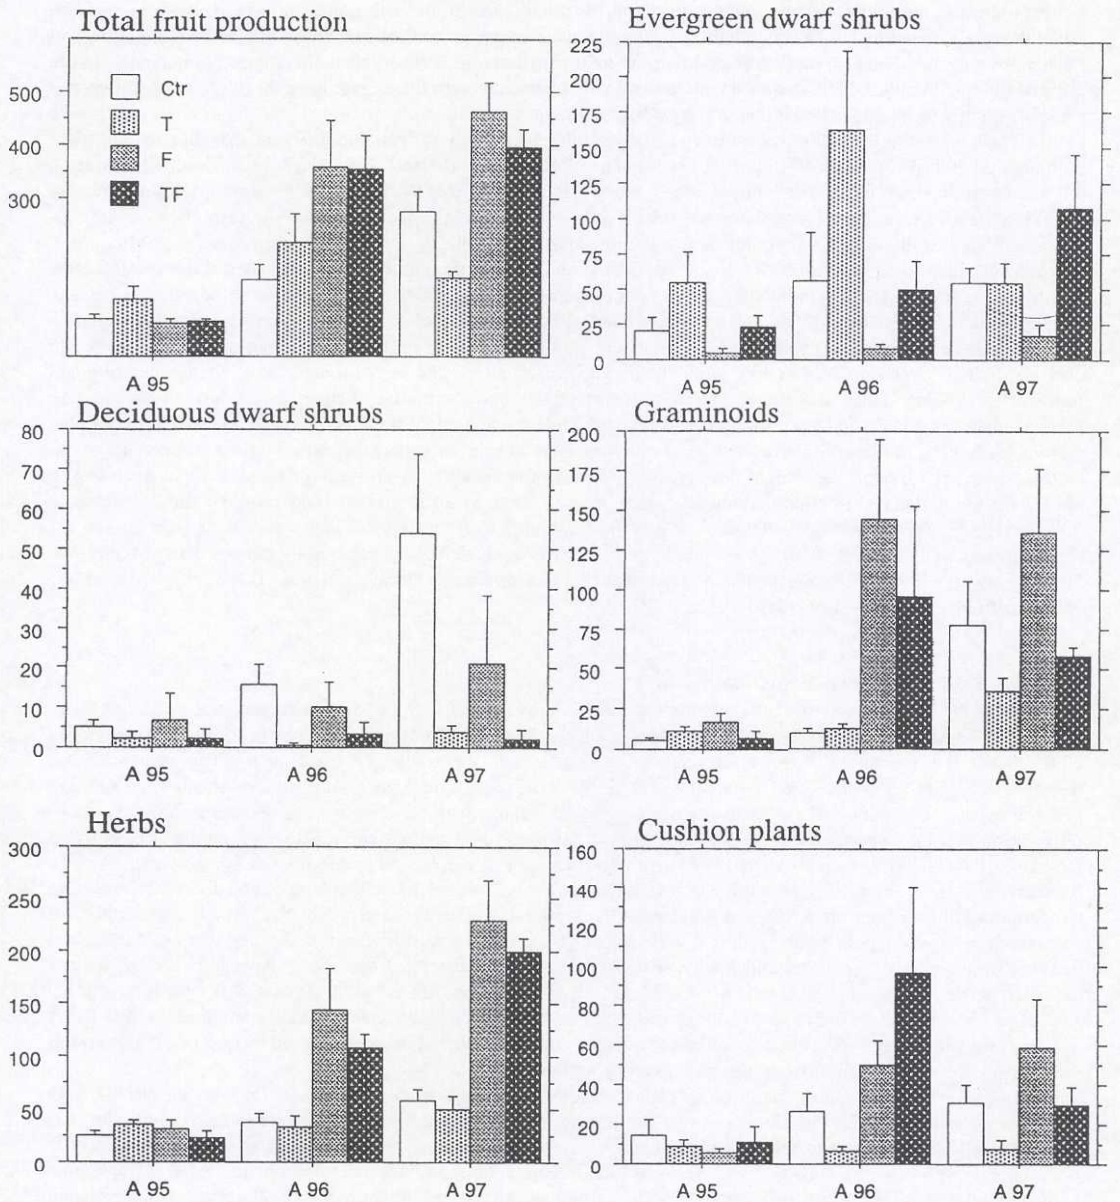 Total fruit production
500
400
300
Ctr
T
F
TF
A 95
Evergreen dwarf shrubs
225
200
175
150
125
100
75
50
25
0
A 95
A 96
A 97
Deciduous dwarf shrubs
80
70
60
50
40
30
20
10
0
A 95
A 96
A 97
Graminoids
200
175
150
125
100
75
50
25
0
A 95
A 96
A 97
Herbs
300
250
200
150
100
50
0
A 95
A 96
A 97
Cushion plants
160
140
120
100
80
60
40
20
0
A 95
A 96
A 97